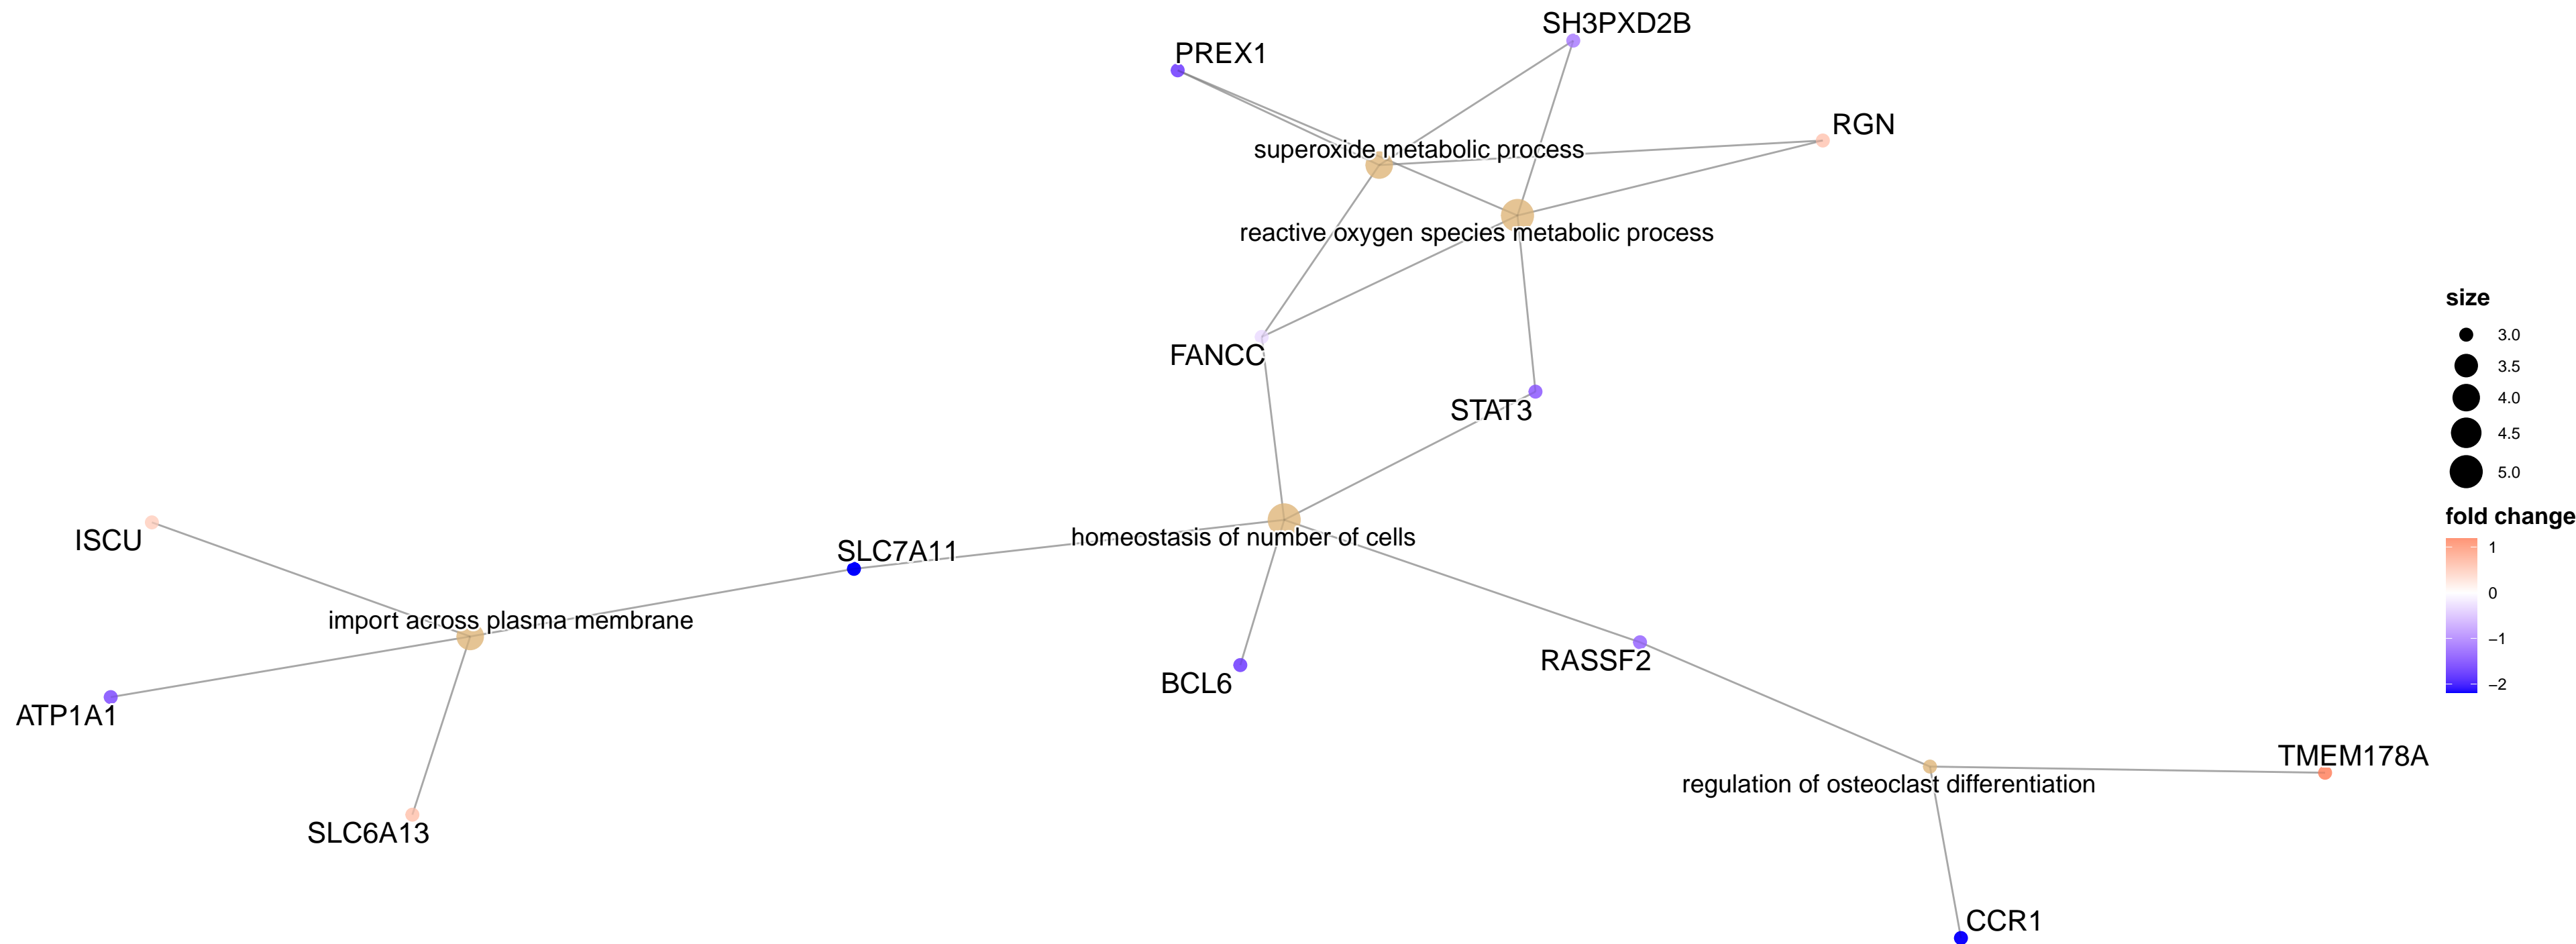 SH3PXD2B
PREX1
RGN
superoxide metabolic process
reactive oxygen species metabolic process
FANCC
STAT3
ISCU
SLC7A11
homeostasis of number of cells
import across plasma membrane
RASSF2
BCL6
ATP1A1
TMEM178A
regulation of osteoclast differentiation
SLC6A13
CCR1
size
3.0
3.5
4.0
4.5
5.0
fold change
1
0
−1
−2